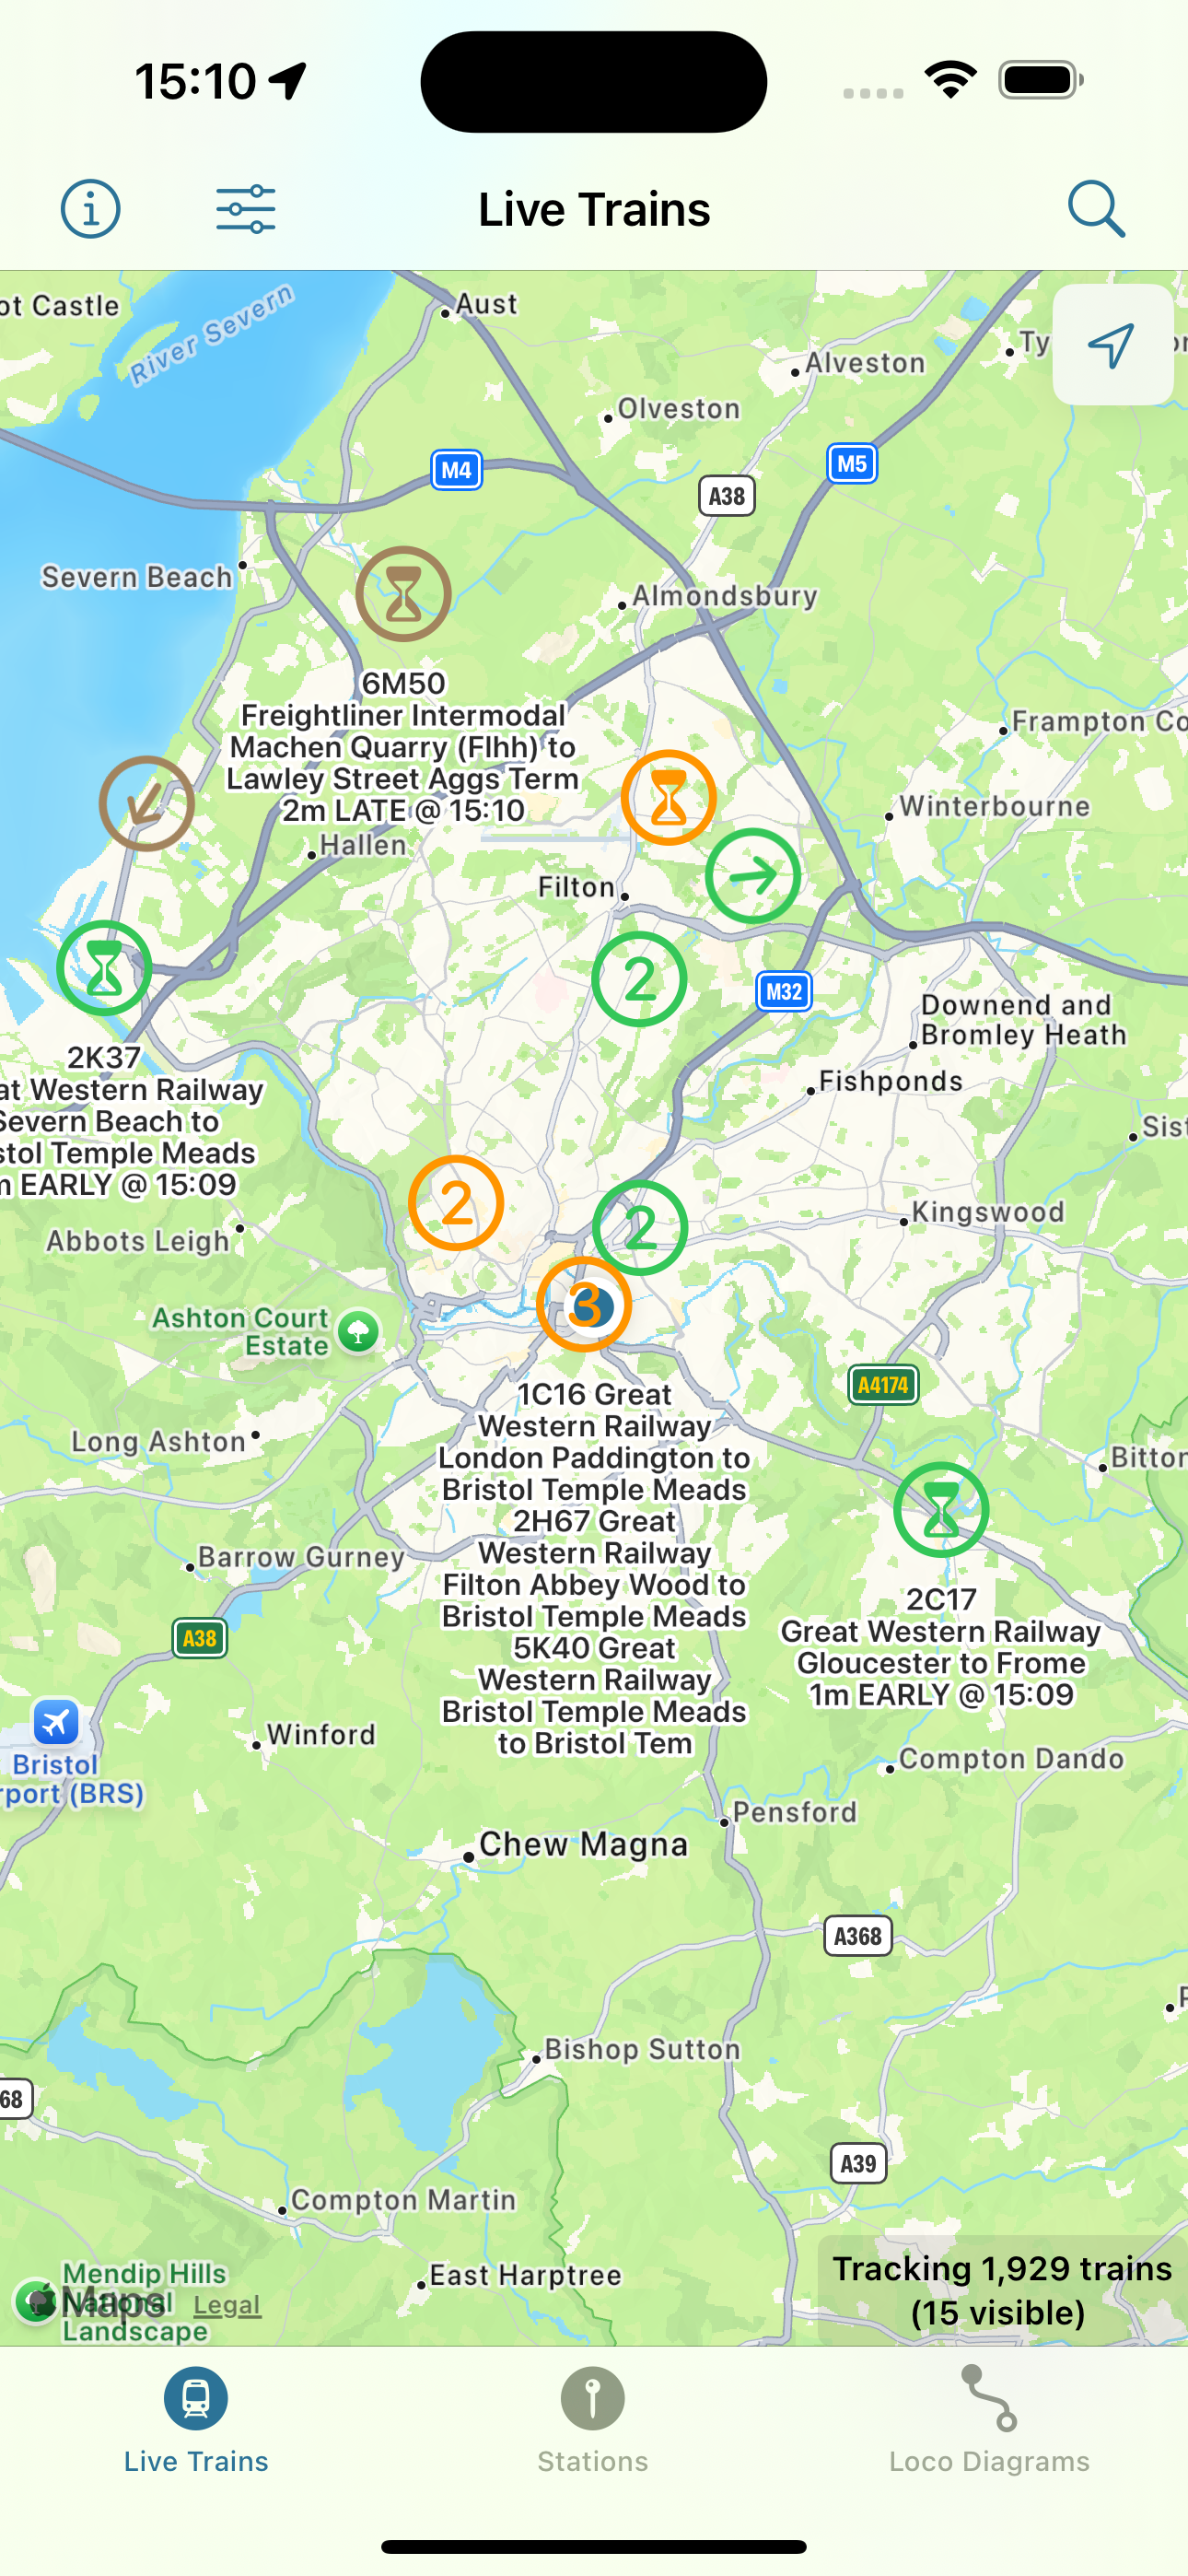 15:10
Live Trains
ot Castle
River Severn
Aust
Alveston
Olveston
M4
M5
A38
Severn Beach
Almondsbury
6M50
Freightliner Intermodal
Machen Quarry (Flhh) to
Lawley Street Aggs Term
2m LATE @ 15:10
Frampton Co
Winterbourne
Hallen
Filton
2
M32
Downend and
Bromley Heath
2K37
at Western Railway
Severn Beach to
stol Temple Meads
m EARLY @ 15:09
Fishponds
Sist
2
2
Kingswood
Abbots Leigh
Ashton Court
Estate
3
A4174
1C16 Great
Western Railway
London Paddington to
Bristol Temple Meads
2H67 Great
Western Railway
Filton Abbey Wood to
Bristol Temple Meads
5K40 Great
Western Railway
Bristol Temple Meads
to Bristol Tem
Long Ashton
Bitton
Barrow Gurney
2C17
Great Western Railway
Gloucester to Frome
1m EARLY @ 15:09
A38
Bristol
rport (BRS)
Winford
Compton Dando
Pensford
Chew Magna
A368
Bishop Sutton
68
A39
Compton Martin
East Harptree
Mendip Hills
National
Landscape
Maps
Legal
Tracking 1,929 trains
(15 visible)
Live Trains
Stations
Loco Diagrams